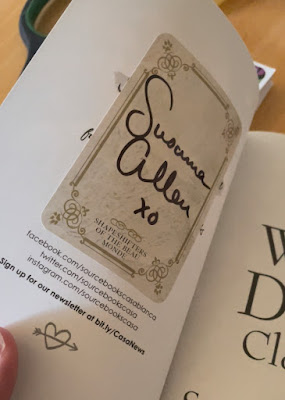 Susanna
Allen
xo
SHAPESHIFTERS
OF THE BEAU
MONDE
facebook.com/sourcebookscasablanca
twitter.com/sourcebookscasa
instagram.com/sourcebookscasa
Sign up for our newsletter at bit.ly/CasaNews
W
D
Cl